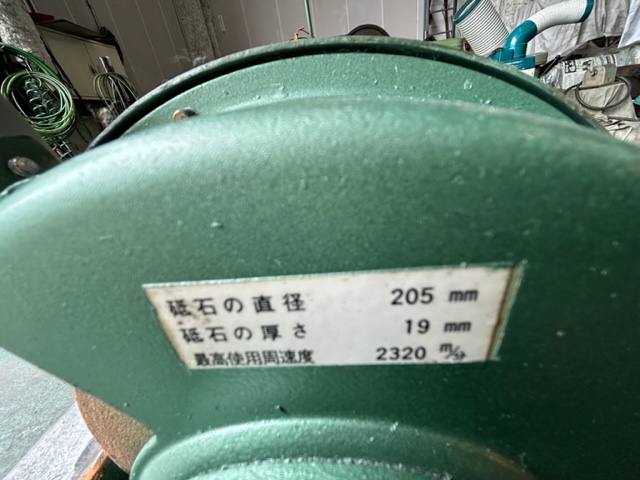 砥石の直径 205 mm
砥石の厚さ 19 mm
最高使用周速度 2320 m/分